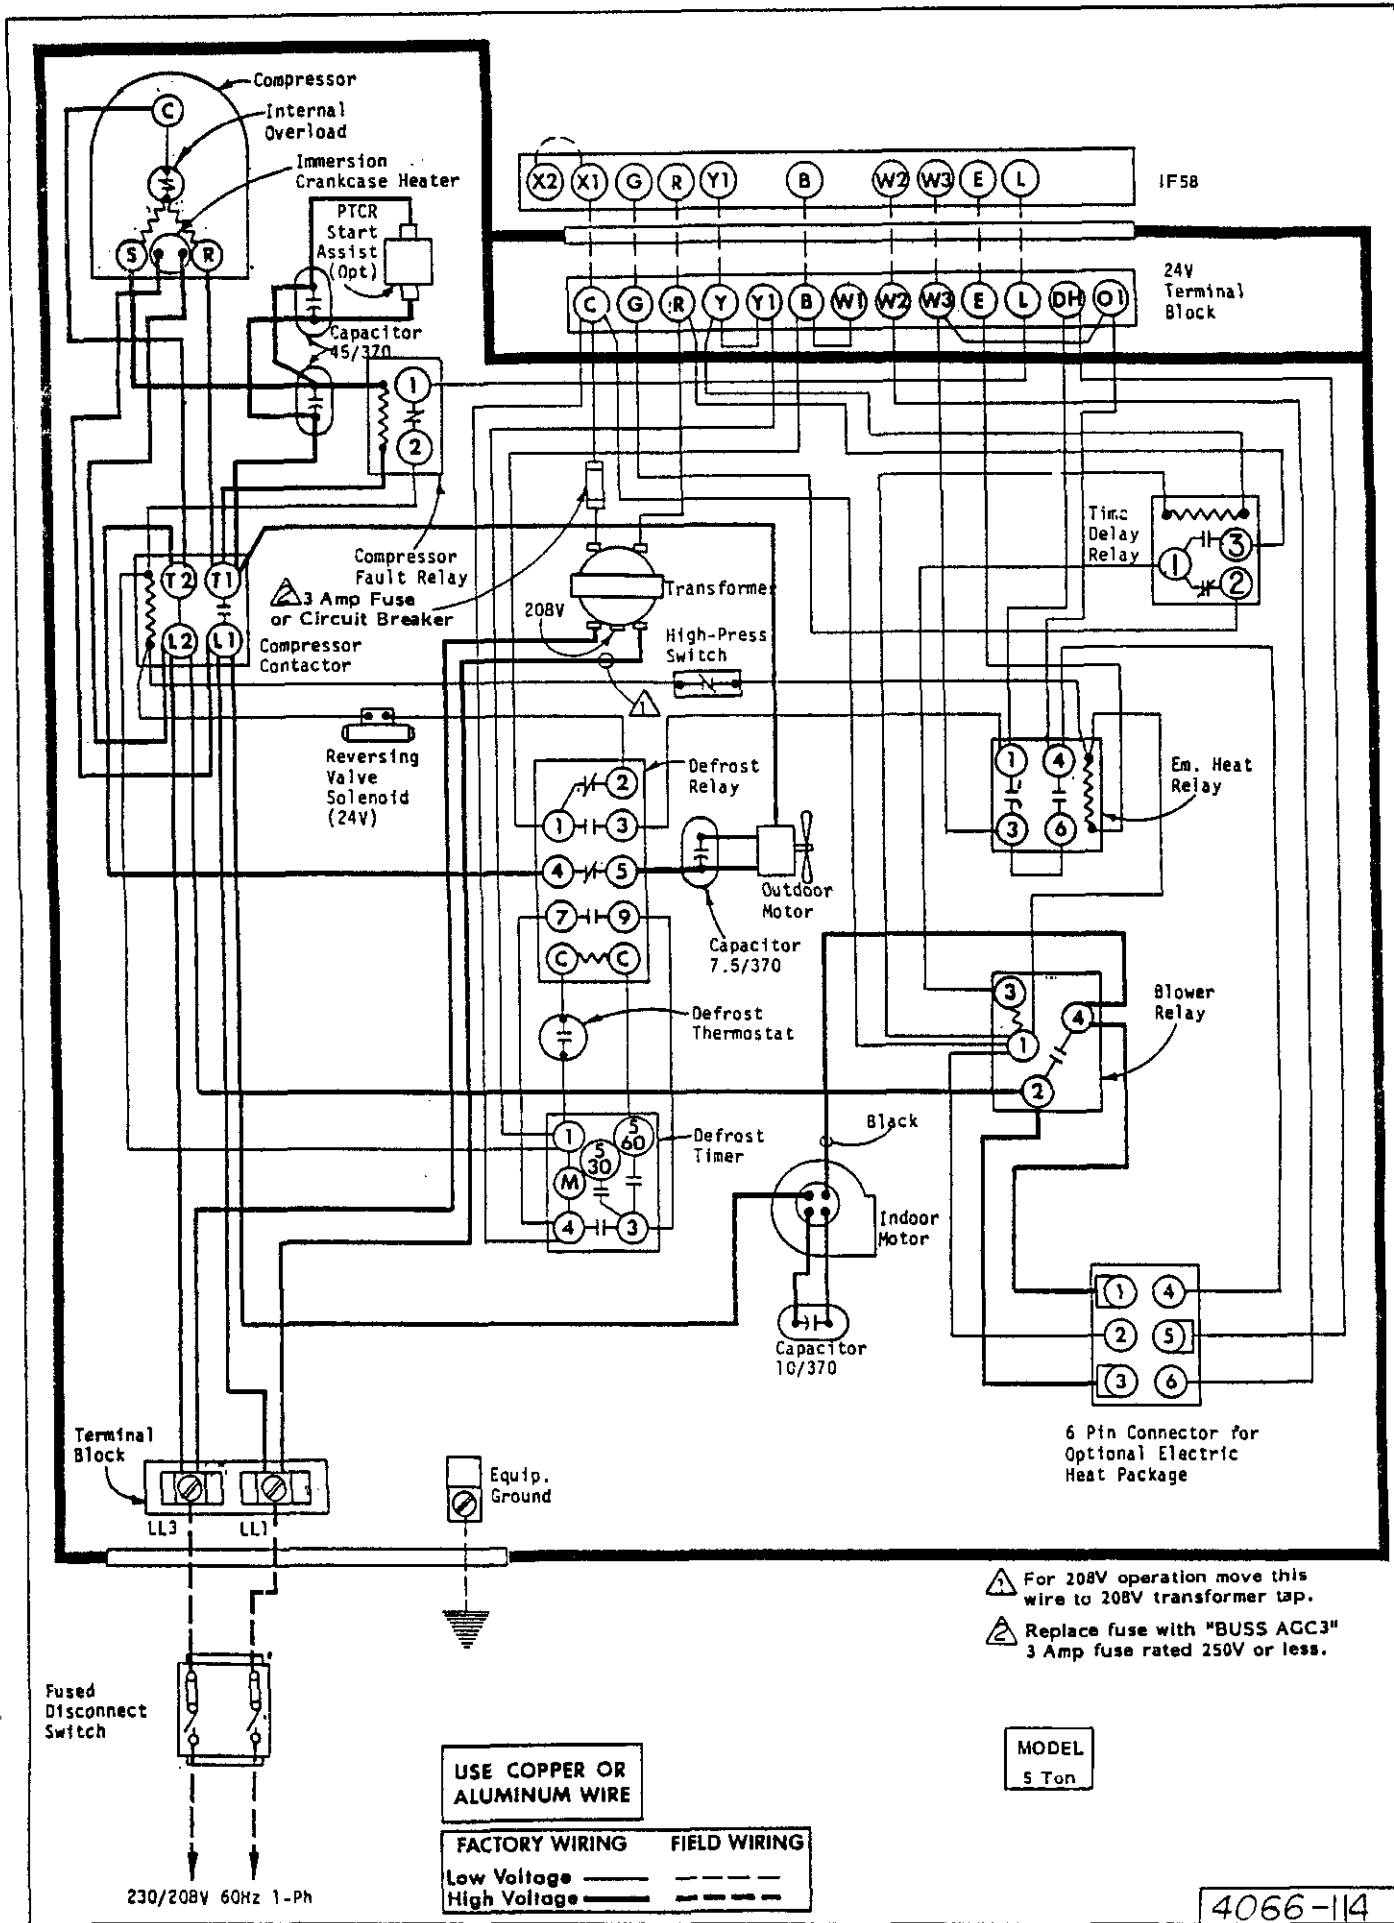 Compressor
C
Internal
Overload
Immersion
Crankcase Heater
S
R
PTCR
Start
Assist
(Opt)
Capacitor
45/370
X2 X1 G R Y1 B W2 W3 E L
IF58
24V
Terminal
Block
C G R Y Y1 B W1 W2 W3 E L DH O1
1
2
Compressor
Fault Relay
2 3 Amp Fuse
or Circuit Breaker
T2 T1
L2 L1
Compressor
Contactor
208V
Transformer
High-Press
Switch
1
Time
Delay
Relay
1
3
2
Reversing
Valve
Solenoid
(24V)
Defrost
Relay
2
1 3
4 5
7 9
C C
Outdoor
Motor
Capacitor
7.5/370
1 4
3 6
Em. Heat
Relay
Defrost
Thermostat
3
4
1
2
Blower
Relay
Defrost
Timer
1
5
60
5
30
M
4 3
Black
Indoor
Motor
Capacitor
10/370
1 4
2 5
3 6
6 Pin Connector for
Optional Electric
Heat Package
Terminal
Block
LL3 LL1
Equip.
Ground
1 For 208V operation move this
wire to 208V transformer tap.
2 Replace fuse with "BUSS AGC3"
3 Amp fuse rated 250V or less.
Fused
Disconnect
Switch
230/208V 60Hz 1-Ph
USE COPPER OR
ALUMINUM WIRE
FACTORY WIRING FIELD WIRING
Low Voltage
High Voltage
MODEL
5 Ton
4066-114